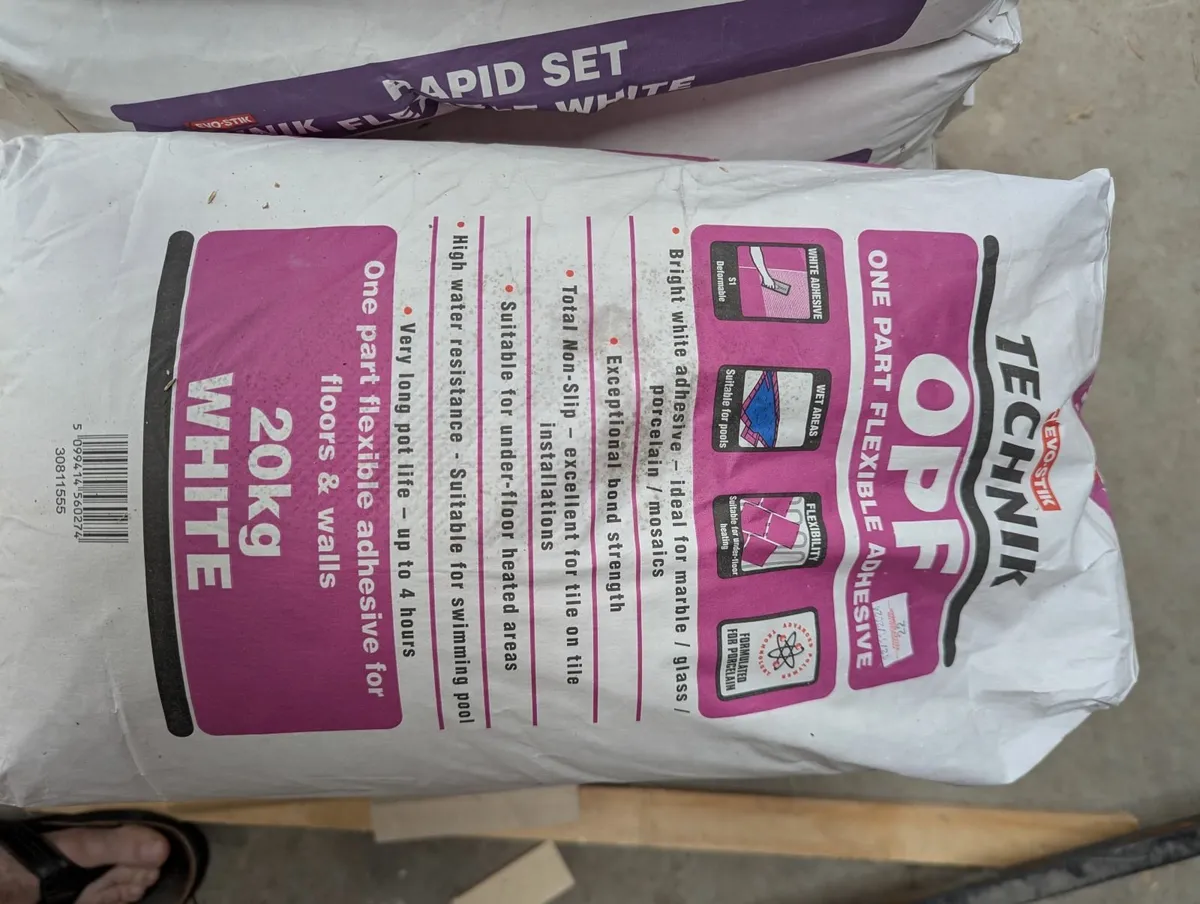 RAPID SET
EVO-STIK
WHITE
TECHNIK
EVO-STIK
OPF
ONE PART FLEXIBLE ADHESIVE
WHITE ADHESIVE
S1
Deformable
WET AREAS
Suitable for pools
FLEXIBILITY
Suitable for under-floor
heating
ADVANCED POLYMER
TECHNOLOGY
FORMULATED
FOR PORCELAIN
• Bright white adhesive – ideal for marble / glass /
porcelain / mosaics
• Exceptional bond strength
• Total Non-Slip – excellent for tile on tile
installations
• Suitable for under-floor heated areas
• High water resistance - Suitable for swimming pool
• Very long pot life – up to 4 hours
One part flexible adhesive for
floors & walls
20kg
WHITE
5 099414 560274
30811555